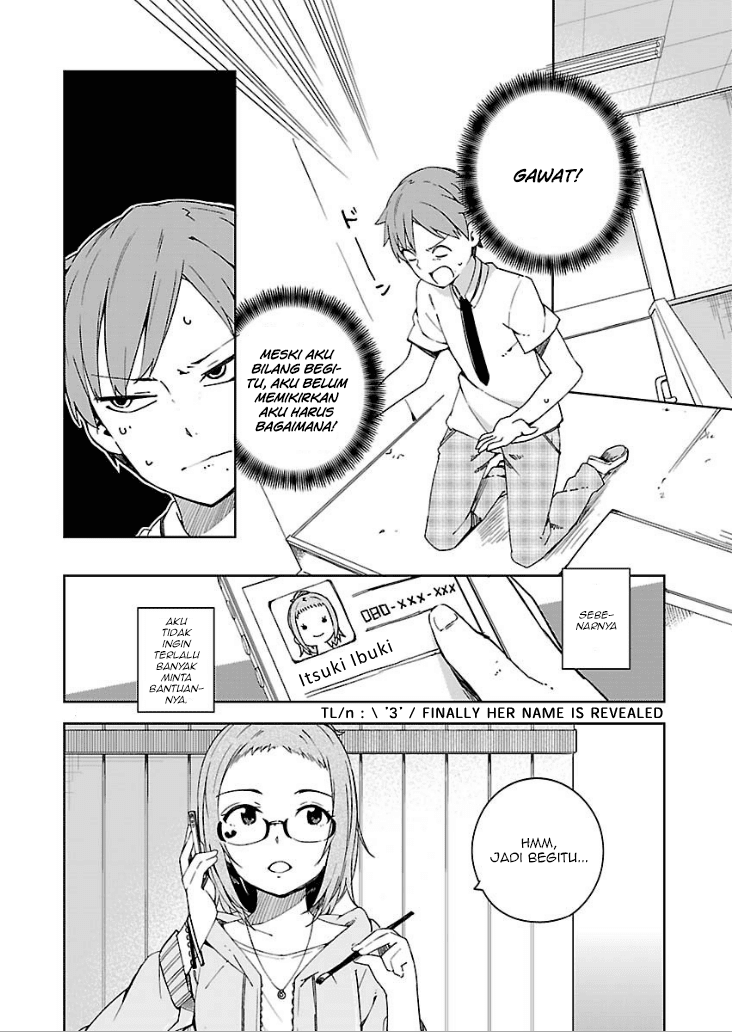 GAWAT!
ドーン
MESKI AKU
BILANG BEGI-
TU, AKU BELUM
MEMIKIRKAN
AKU HARUS
BAGAIMANA!
SEBE-
NARNYA
080-xxx-xxx
Itsuki Ibuki
AKU
TIDAK
INGIN
TERLALU
BANYAK
MINTA
BANTUAN-
NYA.
TL/n : \ '3' / FINALLY HER NAME IS REVEALED
HMM,
JADI BEGITU...